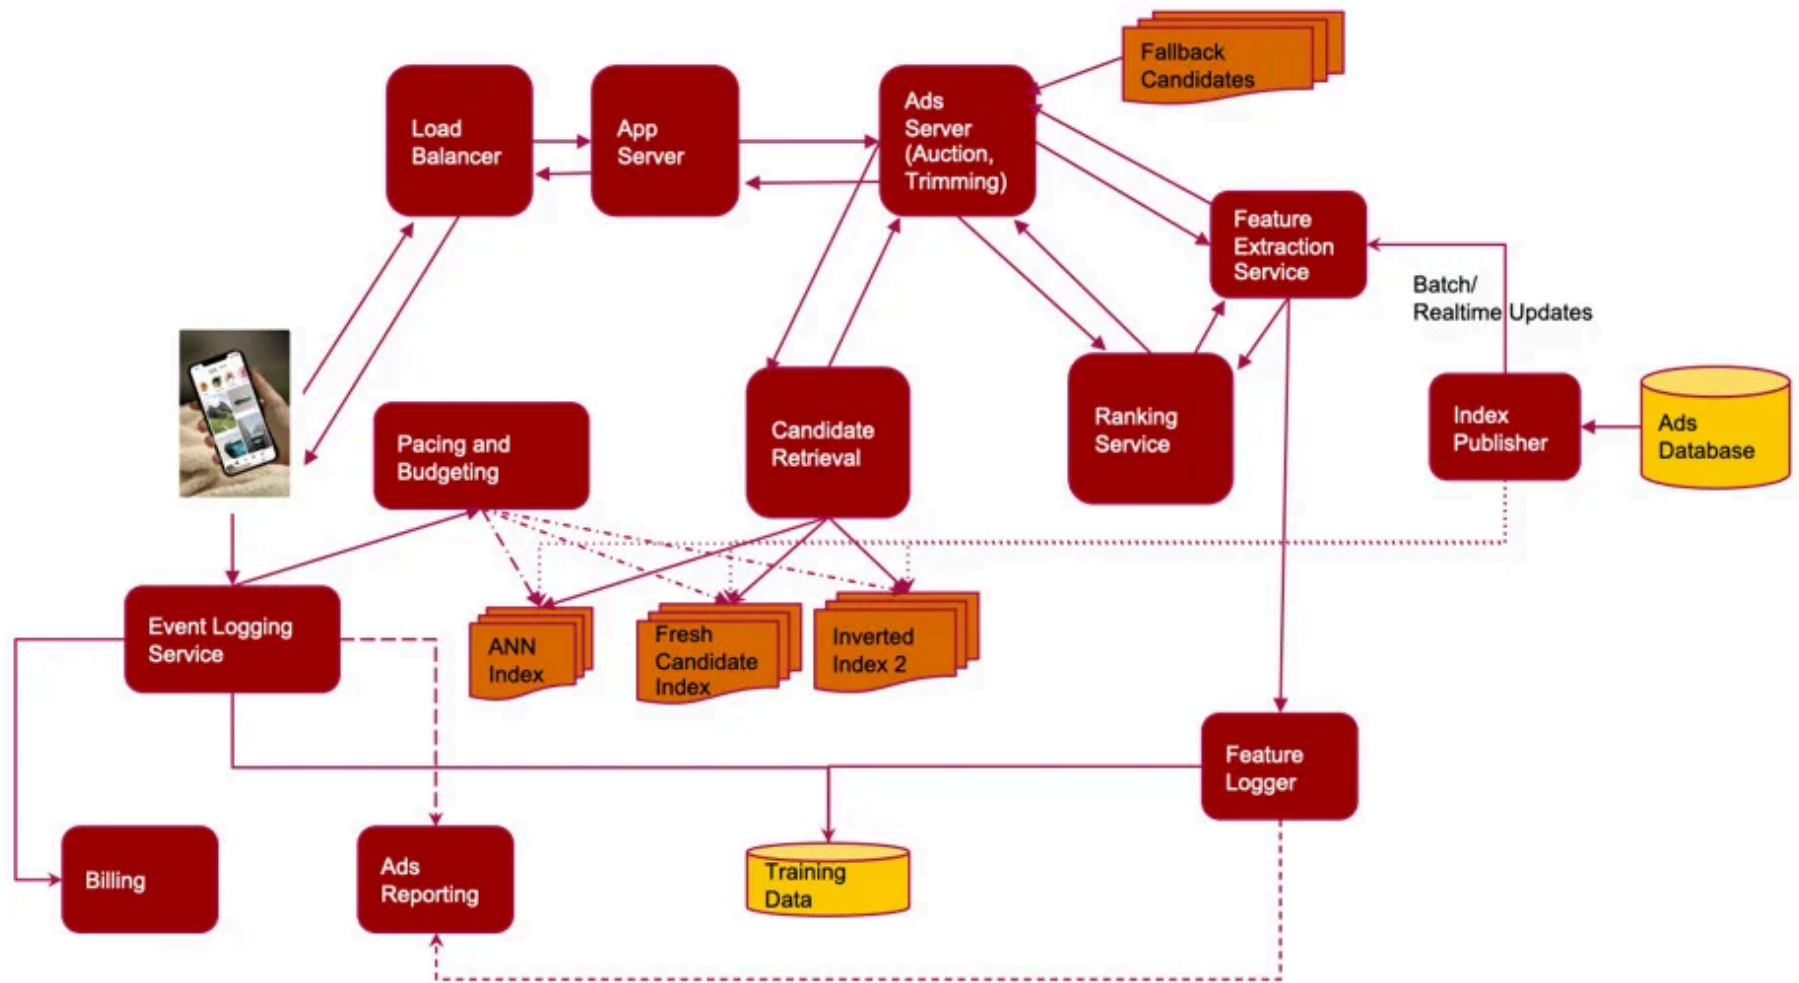 Fallback
Candidates
Load
Balancer
App
Server
Ads
Server
(Auction,
Trimming)
Feature
Extraction
Service
Batch/
Realtime Updates
Pacing and
Budgeting
Candidate
Retrieval
Ranking
Service
Index
Publisher
Ads
Database
Event Logging
Service
ANN
Index
Fresh
Candidate
Index
Inverted
Index 2
Feature
Logger
Billing
Ads
Reporting
Training
Data